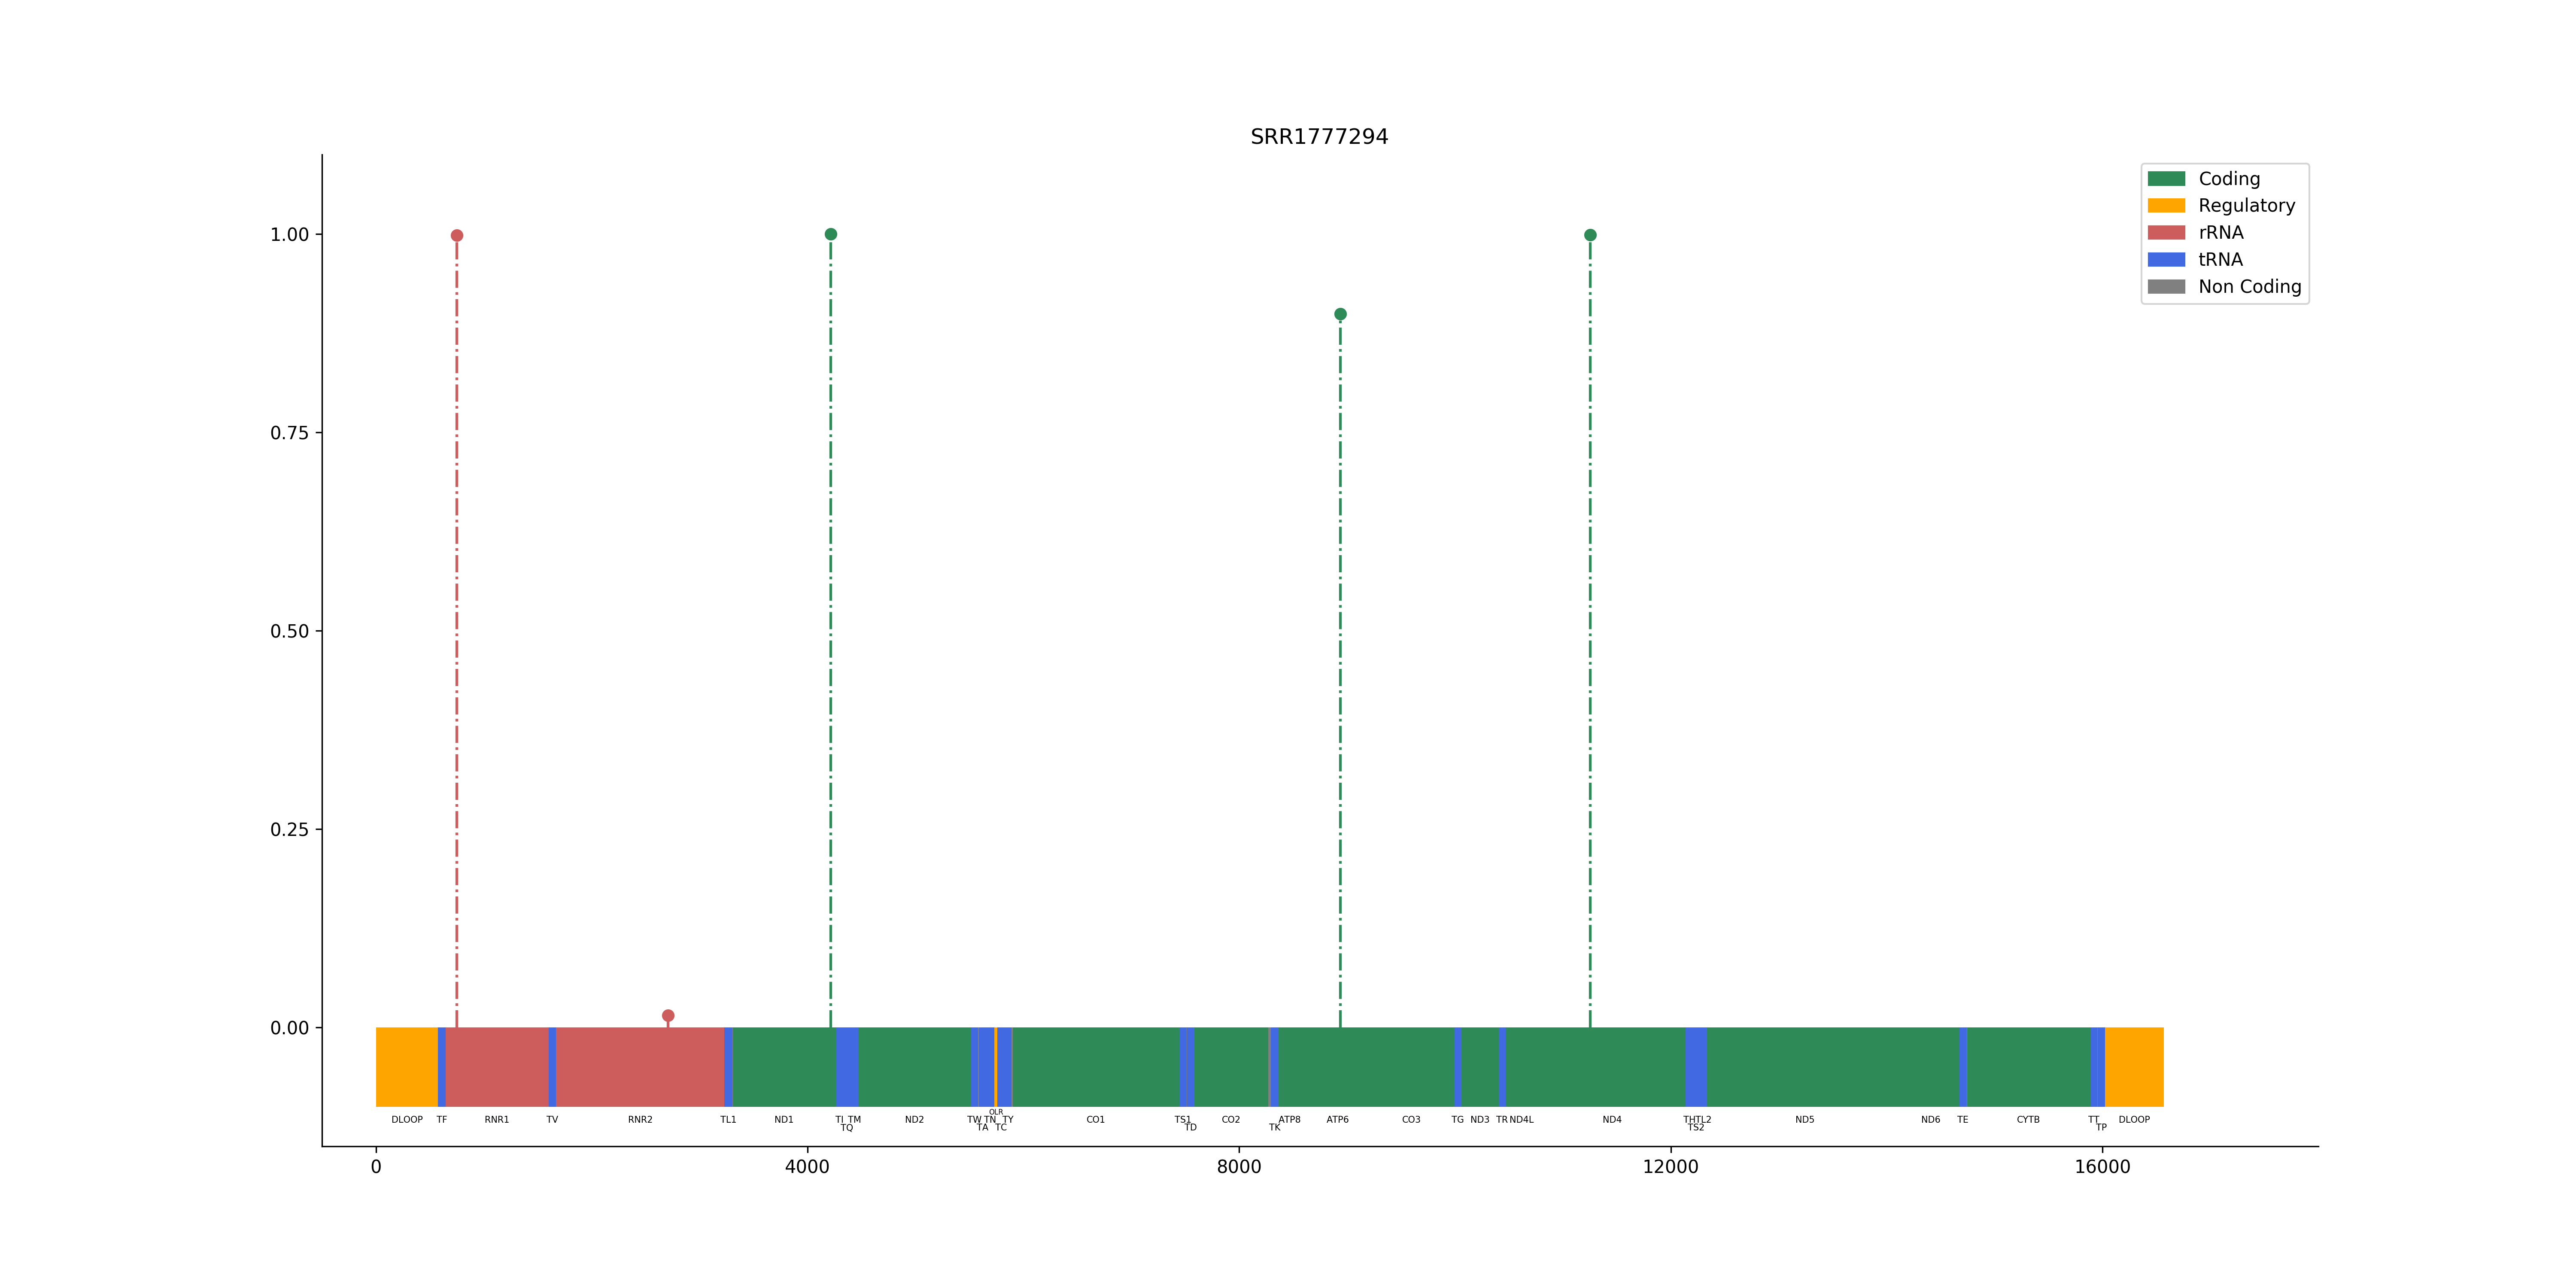 SRR1777294
Coding
Regulatory
rRNA
tRNA
Non Coding
1.00
0.75
0.50
0.25
0.00
OLR
DLOOP TF RNR1 TV RNR2 TL1 ND1 TI TM ND2 TW TN TY CO1 TS1 CO2 ATP8 ATP6 CO3 TG ND3 TR ND4L ND4 TH TL2 ND5 ND6 TE CYTB TT DLOOP
TQ TA TC TD TK TS2 TP
0 4000 8000 12000 16000